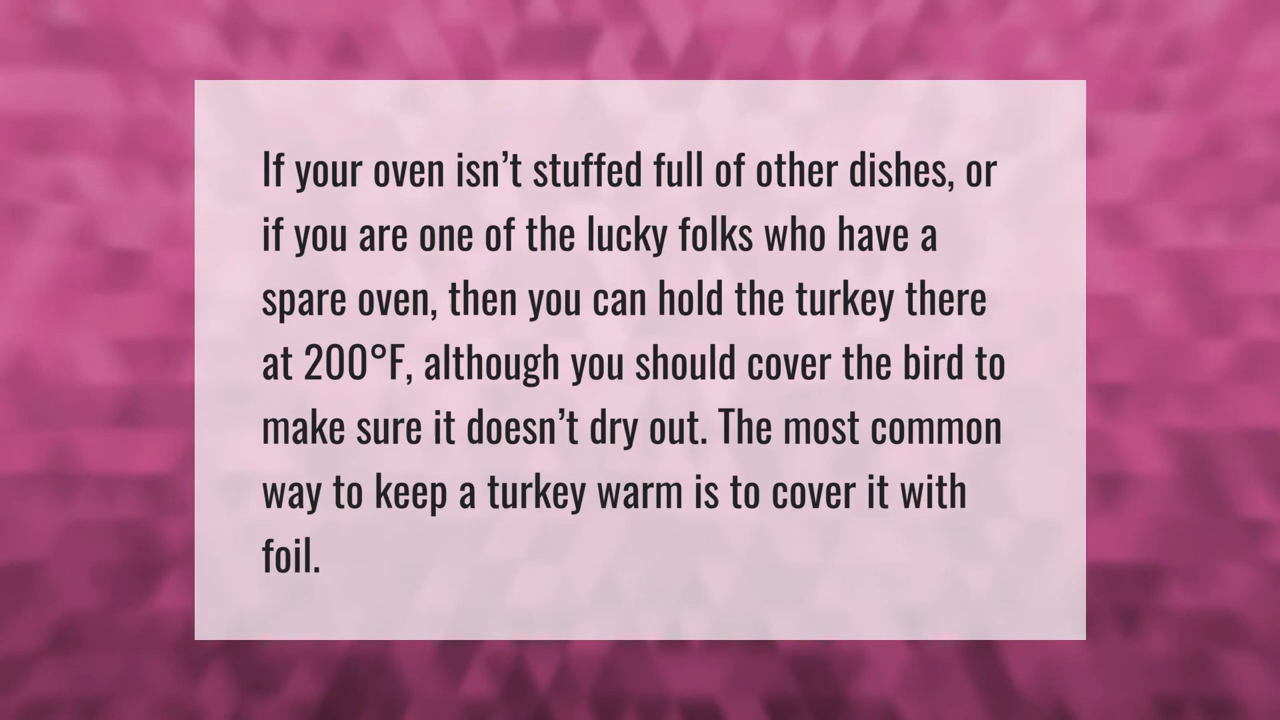 If your oven isn’t stuffed full of other dishes, or
if you are one of the lucky folks who have a
spare oven, then you can hold the turkey there
at 200°F, although you should cover the bird to
make sure it doesn’t dry out. The most common
way to keep a turkey warm is to cover it with
foil.